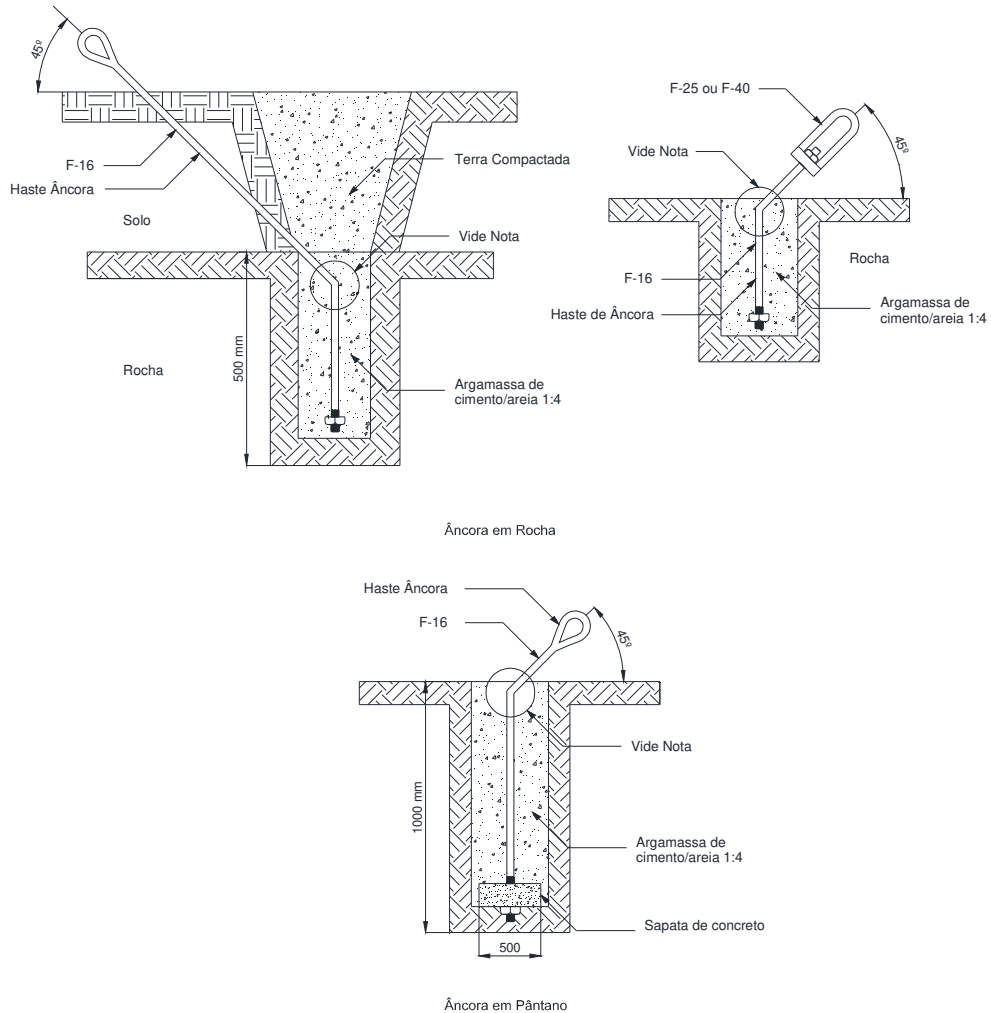 45º
F-16
Haste Âncora
Solo
Terra Compactada
Vide Nota
500 mm
Rocha
Argamassa de
cimento/areia 1:4
F-25 ou F-40
45º
Vide Nota
Rocha
F-16
Haste de Âncora
Argamassa de
cimento/areia 1:4
Âncora em Rocha
Haste Âncora
F-16
45º
Vide Nota
1000 mm
Argamassa de
cimento/areia 1:4
Sapata de concreto
500
Âncora em Pântano